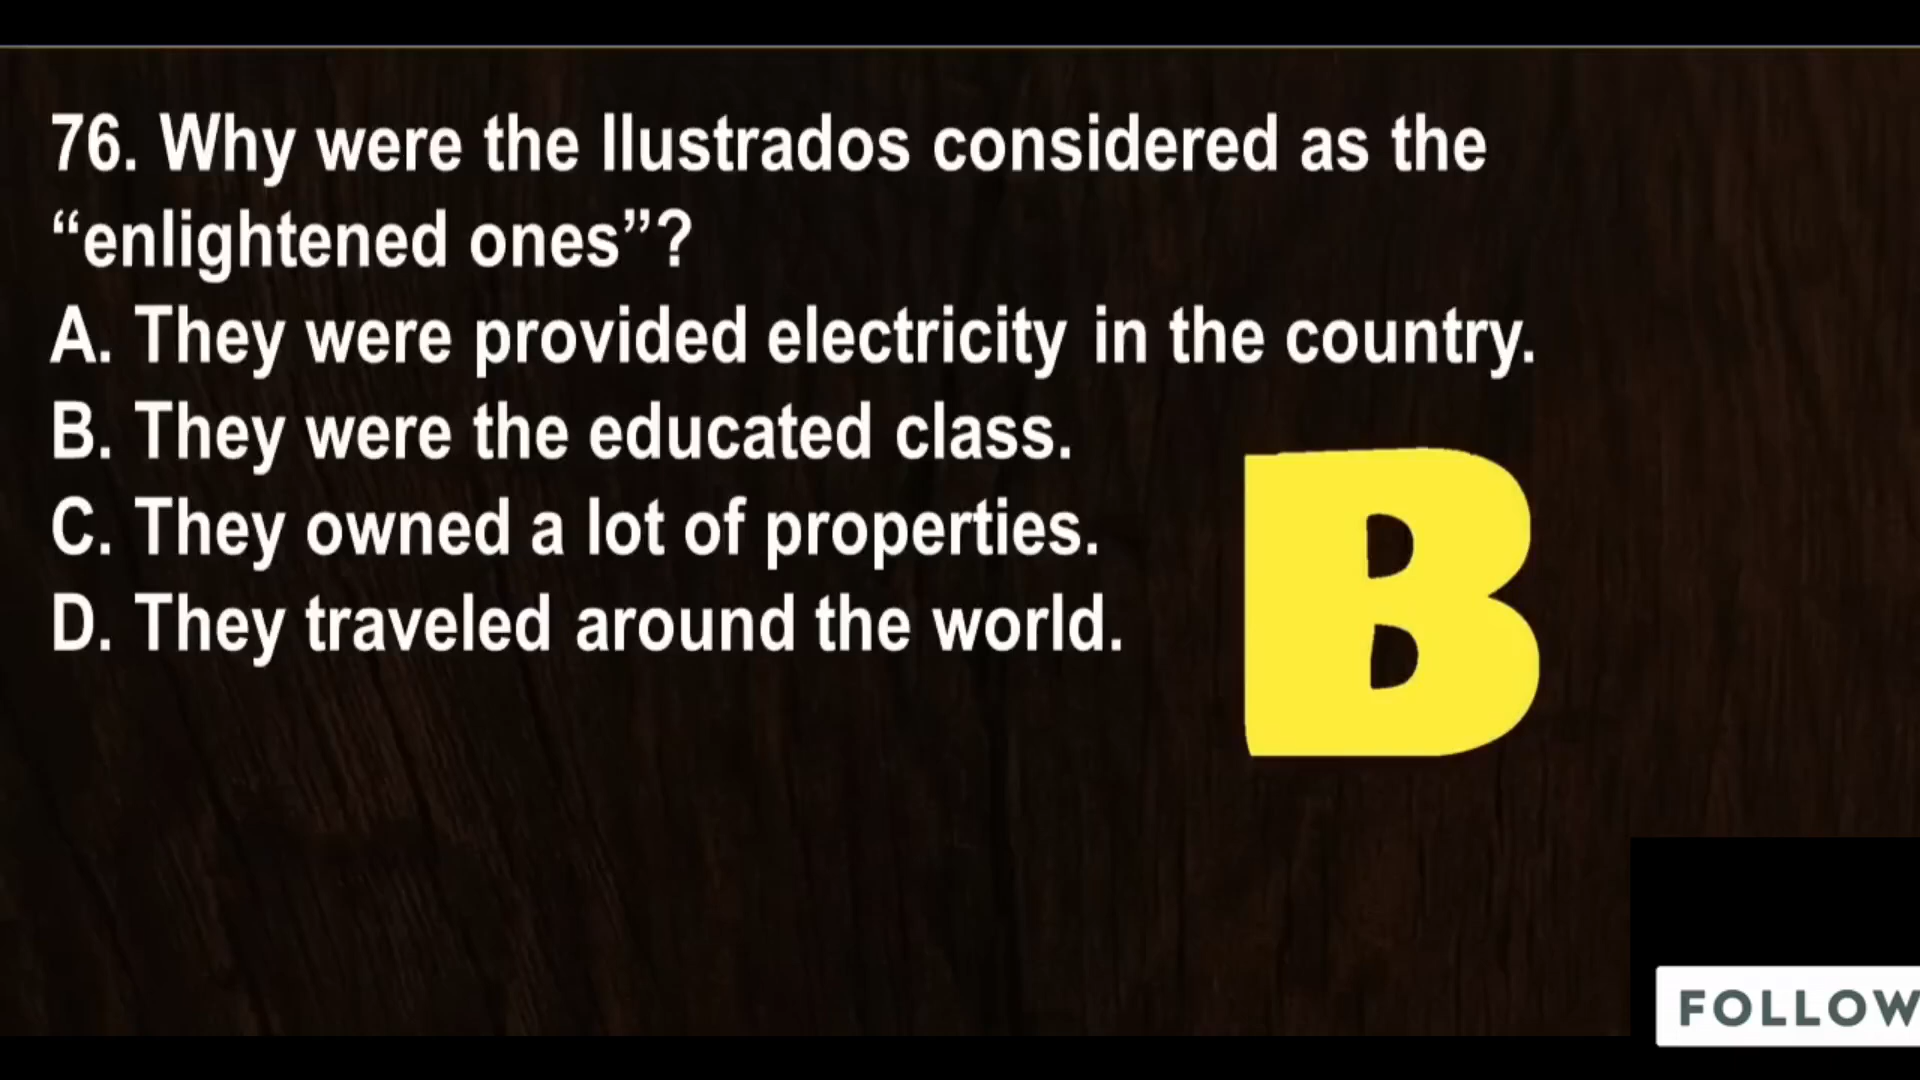 76. Why were the Ilustrados considered as the
“enlightened ones”?
A. They were provided electricity in the country.
B. They were the educated class.
C. They owned a lot of properties.
D. They traveled around the world.
B
FOLLOW